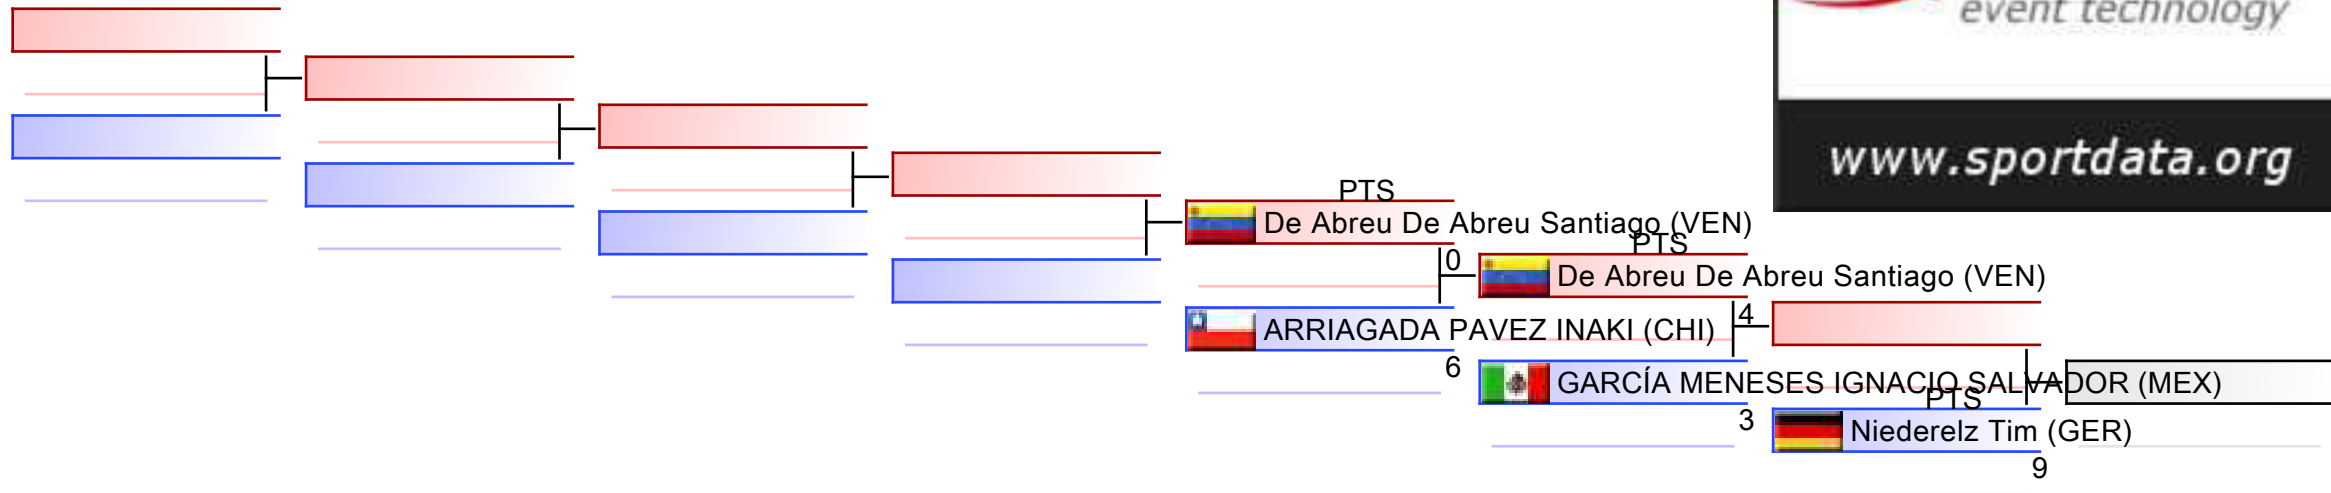 event technology
www.sportdata.org
PTS
De Abreu De Abreu Santiago (VEN)
PTS
0
De Abreu De Abreu Santiago (VEN)
4
ARRIAGADA PAVEZ INAKI (CHI)
6
GARCÍA MENESES IGNACIO SALVADOR (MEX)
PTS
3
Niederelz Tim (GER)
9